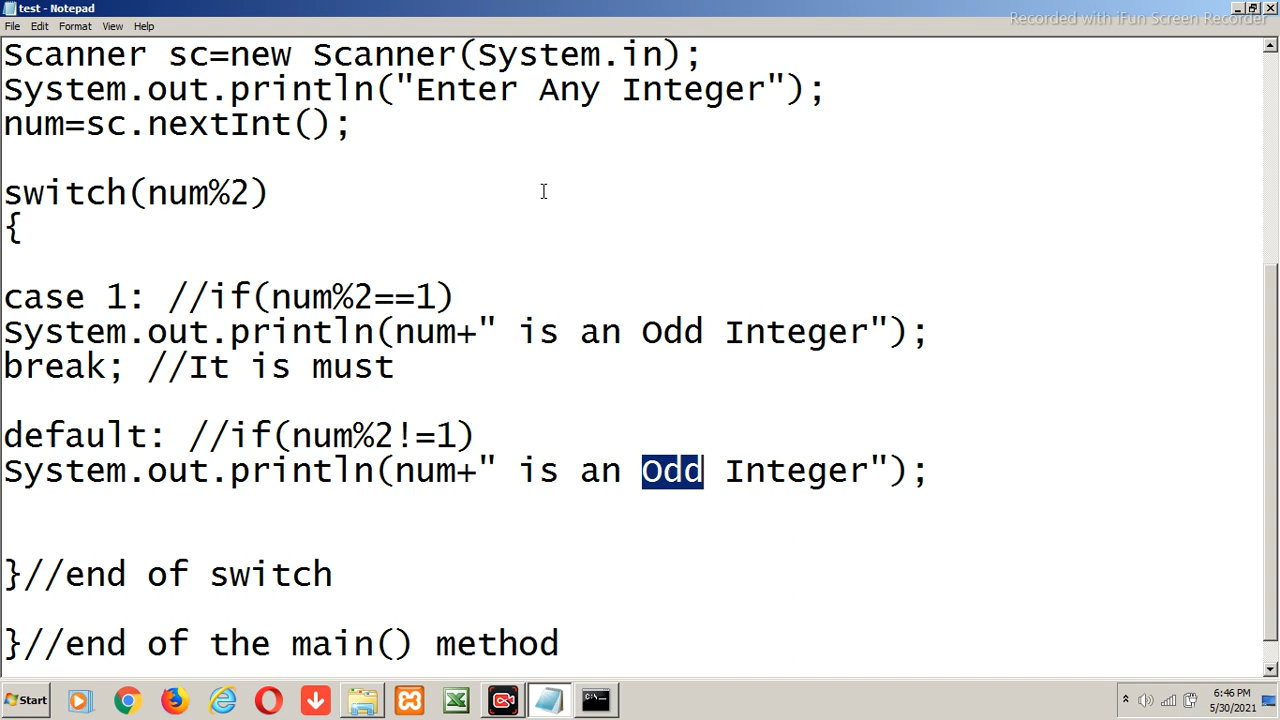 test - Notepad
Recorded with iFun Screen Recorder
File Edit Format View Help
Scanner sc=new Scanner(System.in);
System.out.println("Enter Any Integer");
num=sc.nextInt();
switch(num%2)
{
case 1: //if(num%2==1)
System.out.println(num+" is an Odd Integer");
break; //It is must
default: //if(num%2!=1)
System.out.println(num+" is an Odd Integer");
}//end of switch
}//end of the main() method
Start
C:\_
6:46 PM
5/30/2021